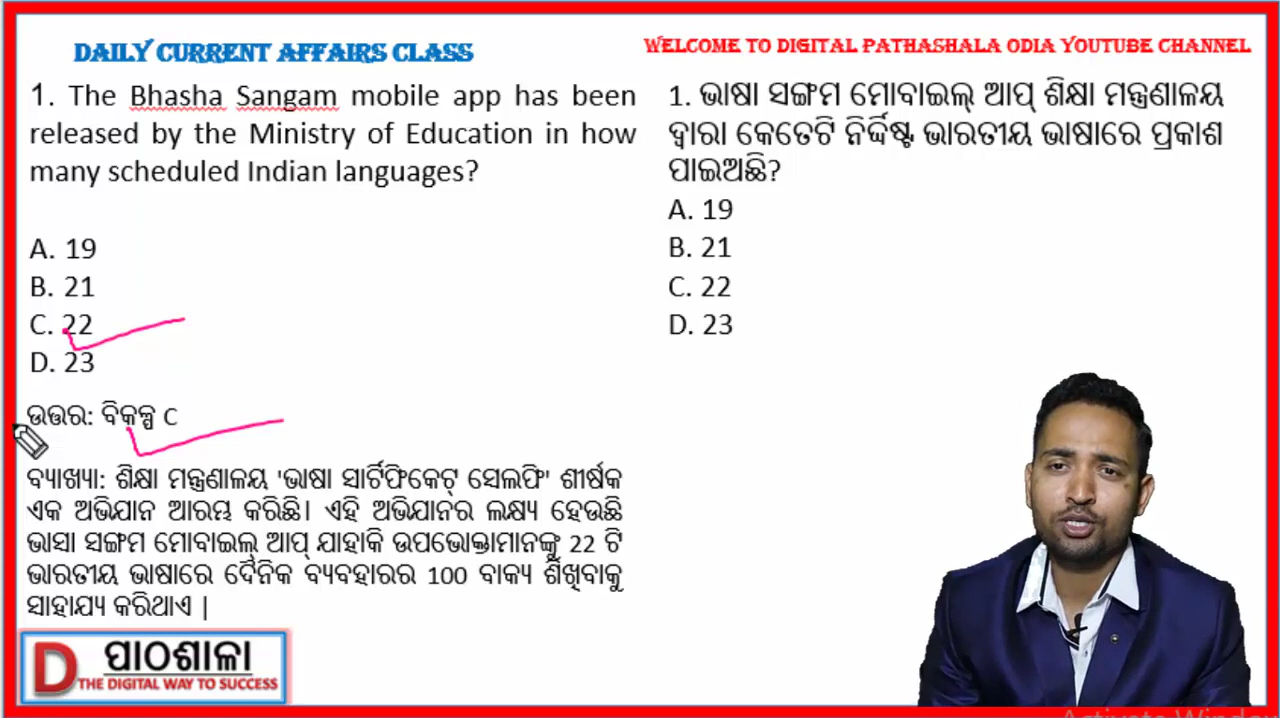 DAILY CURRENT AFFAIRS CLASS
WELCOME TO DIGITAL PATHASHALA ODIA YOUTUBE CHANNEL
1. The Bhasha Sangam mobile app has been
released by the Ministry of Education in how
many scheduled Indian languages?
A. 19
B. 21
C. 22
D. 23
ଉତ୍ତର: ବିକଳ୍ପ C
ବ୍ୟାଖ୍ୟା: ଶିକ୍ଷା ମନ୍ତ୍ରଣାଳୟ 'ଭାଷା ସାର୍ଟିଫିକେଟ୍ ସେଲଫି' ଶୀର୍ଷକ
ଏକ ଅଭିଯାନ ଆରମ୍ଭ କରିଛି। ଏହି ଅଭିଯାନର ଲକ୍ଷ୍ୟ ହେଉଛି
ଭାସା ସଙ୍ଗମ ମୋବାଇଲ୍ ଆପ୍ ଯାହାକି ଉପଭୋକ୍ତାମାନଙ୍କୁ 22 ଟି
ଭାରତୀୟ ଭାଷାରେ ଦୈନିକ ବ୍ୟବହାରର 100 ବାକ୍ୟ ଶିଖିବାକୁ
ସାହାଯ୍ୟ କରିଥାଏ |
1. ଭାଷା ସଙ୍ଗମ ମୋବାଇଲ୍ ଆପ୍ ଶିକ୍ଷା ମନ୍ତ୍ରଣାଳୟ
ଦ୍ୱାରା କେତେଟି ନିର୍ଦ୍ଦିଷ୍ଟ ଭାରତୀୟ ଭାଷାରେ ପ୍ରକାଶ
ପାଇଅଛି?
A. 19
B. 21
C. 22
D. 23
D ପାଠଶାଳା
THE DIGITAL WAY TO SUCCESS